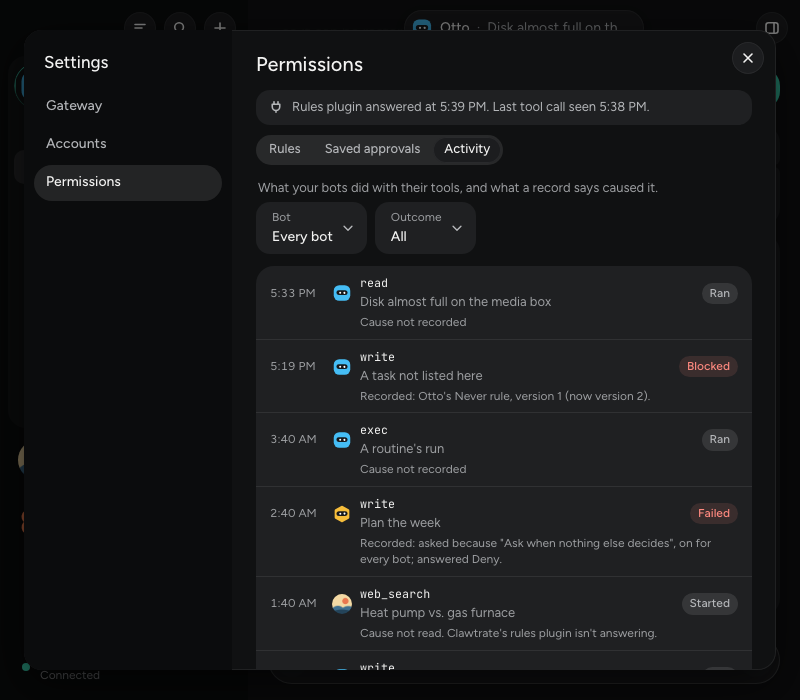 Otto · Disk almost full on th
Settings
Gateway
Accounts
Permissions
Connected
Permissions
Rules plugin answered at 5:39 PM. Last tool call seen 5:38 PM.
Rules Saved approvals Activity
What your bots did with their tools, and what a record says caused it.
Bot
Every bot
Outcome
All
5:33 PM
read
Disk almost full on the media box
Cause not recorded
Ran
5:19 PM
write
A task not listed here
Recorded: Otto's Never rule, version 1 (now version 2).
Blocked
3:40 AM
exec
A routine's run
Cause not recorded
Ran
2:40 AM
write
Plan the week
Recorded: asked because "Ask when nothing else decides", on for
every bot; answered Deny.
Failed
1:40 AM
web_search
Heat pump vs. gas furnace
Cause not read. Clawtrate's rules plugin isn't answering.
Started
write